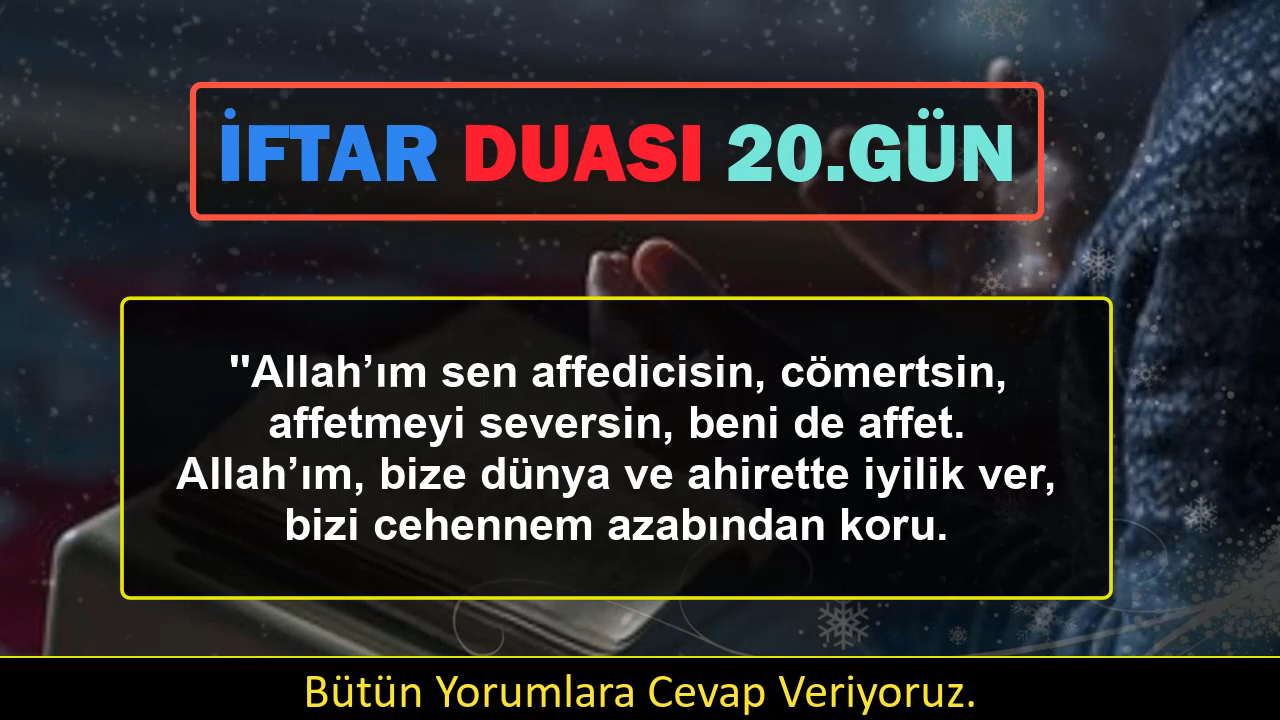 İFTAR DUASI 20.GÜN
"Allah’ım sen affedicisin, cömertsin,
affetmeyi seversin, beni de affet.
Allah’ım, bize dünya ve ahirette iyilik ver,
bizi cehennem azabından koru.
Bütün Yorumlara Cevap Veriyoruz.